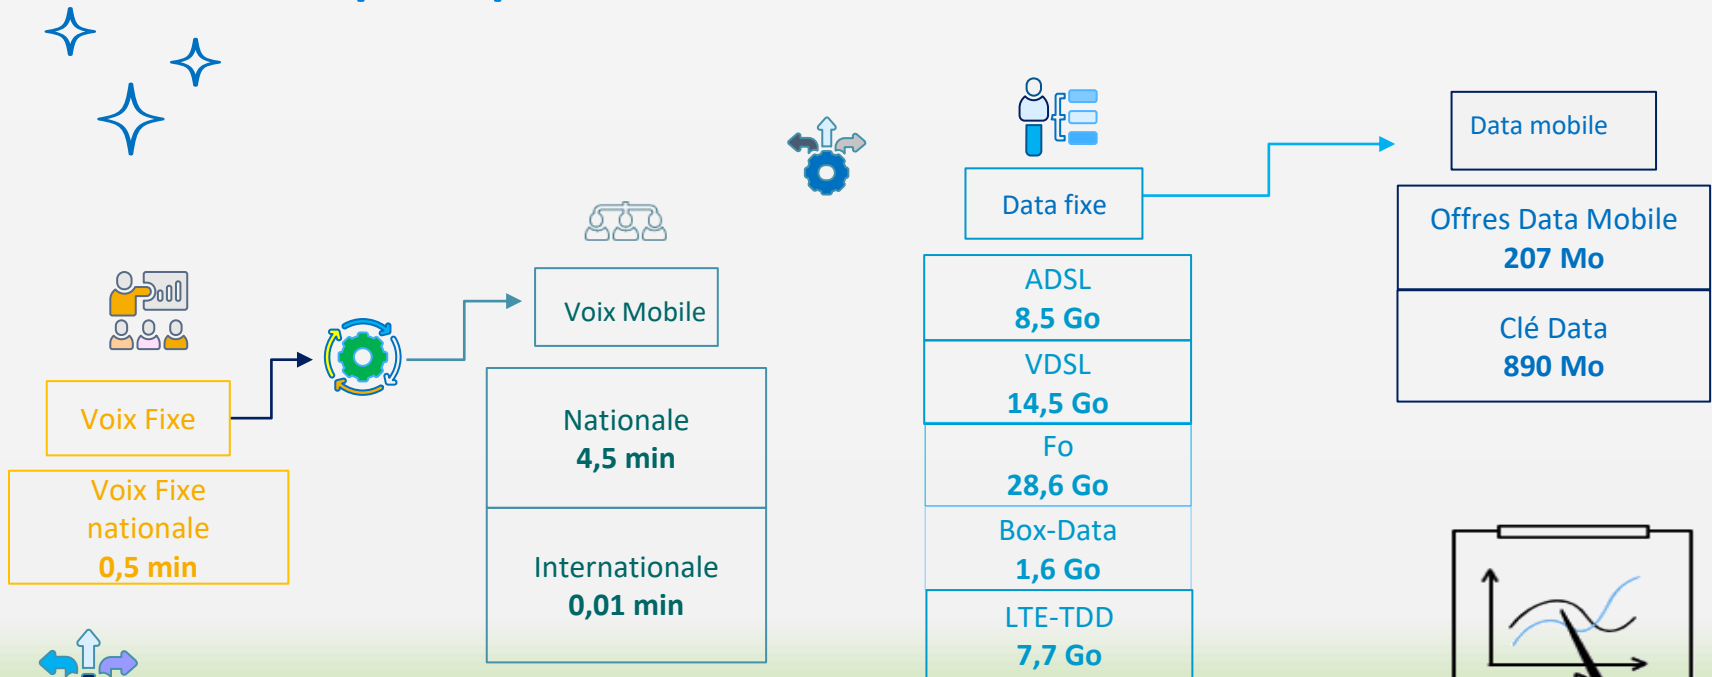 Voix Fixe
Voix Fixe
nationale
0,5 min
Voix Mobile
Nationale
4,5 min
Internationale
0,01 min
Data fixe
ADSL
8,5 Go
VDSL
14,5 Go
Fo
28,6 Go
Box-Data
1,6 Go
LTE-TDD
7,7 Go
Data mobile
Offres Data Mobile
207 Mo
Clé Data
890 Mo